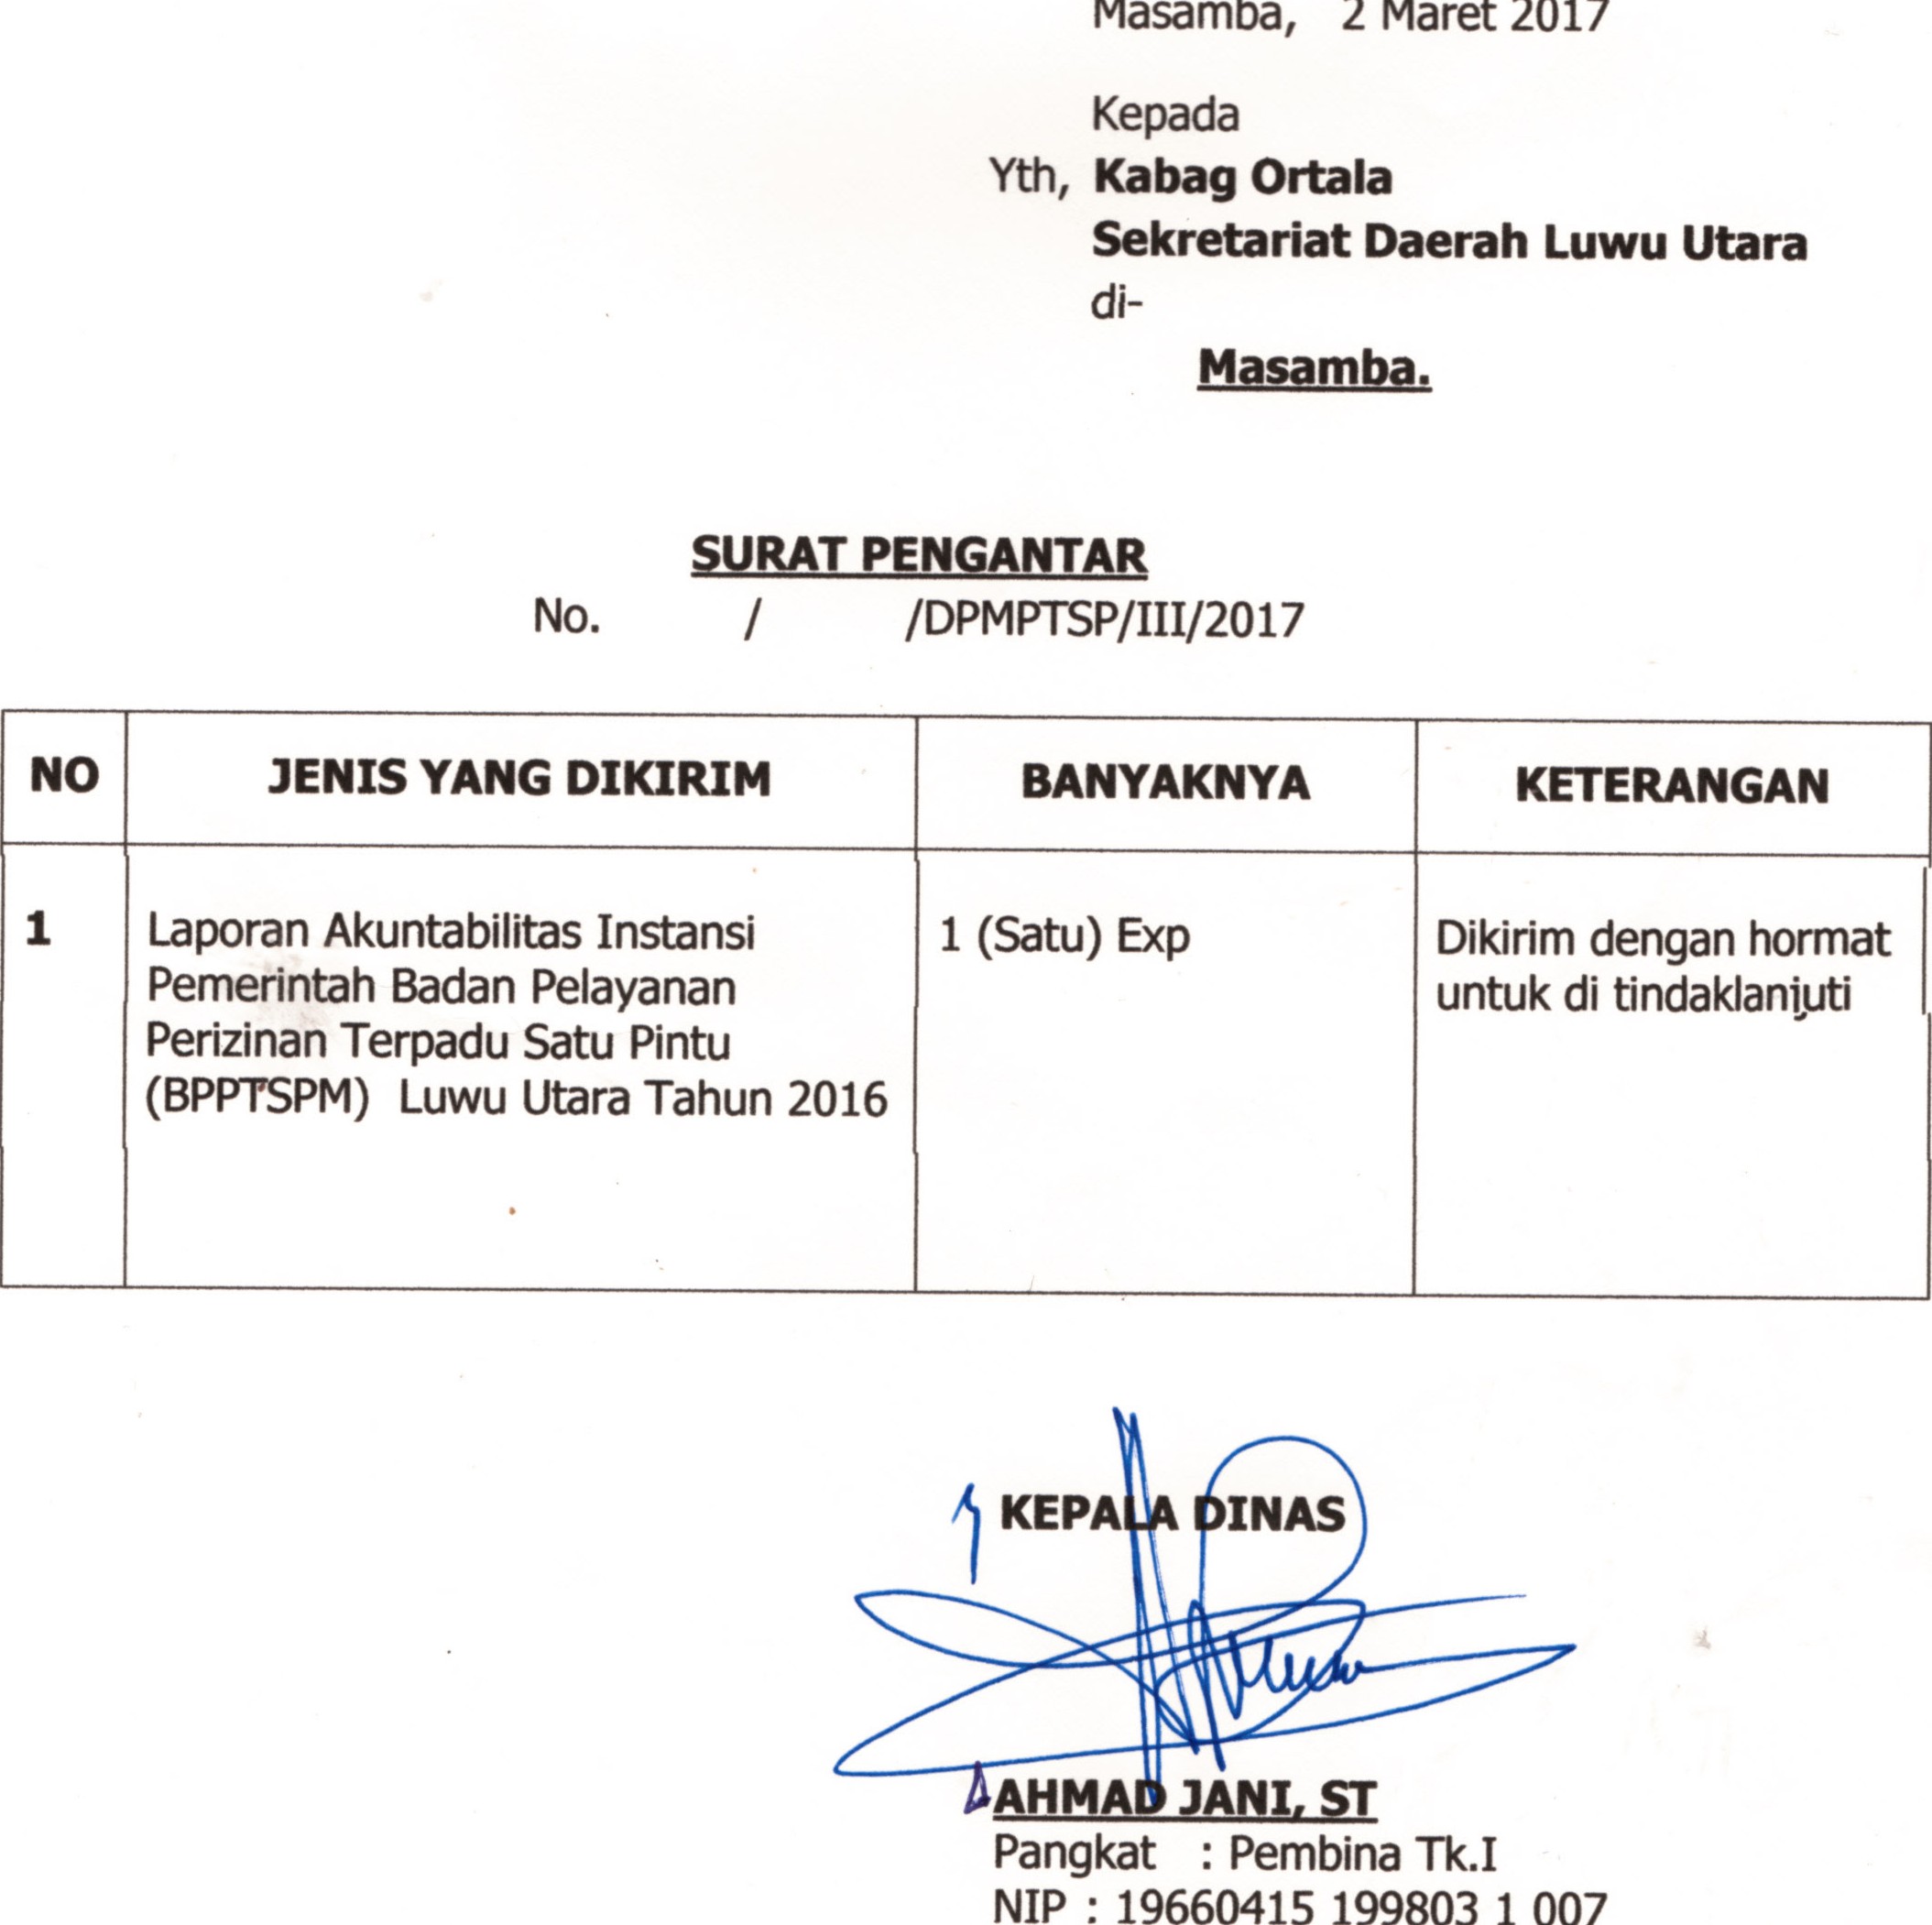 Masamba, 2 Maret 2017
Kepada
Yth, Kabag Ortala
Sekretariat Daerah Luwu Utara
di-
Masamba.
SURAT PENGANTAR
No. / /DPMPTSP/III/2017
NO JENIS YANG DIKIRIM BANYAKNYA KETERANGAN
1 Laporan Akuntabilitas Instansi 1 (Satu) Exp Dikirim dengan hormat
Pemerintah Badan Pelayanan untuk di tindaklanjuti
Perizinan Terpadu Satu Pintu
(BPPTSPM) Luwu Utara Tahun 2016
KEPALA DINAS
AHMAD JANI, ST
Pangkat : Pembina Tk.I
NIP : 19660415 199803 1 007